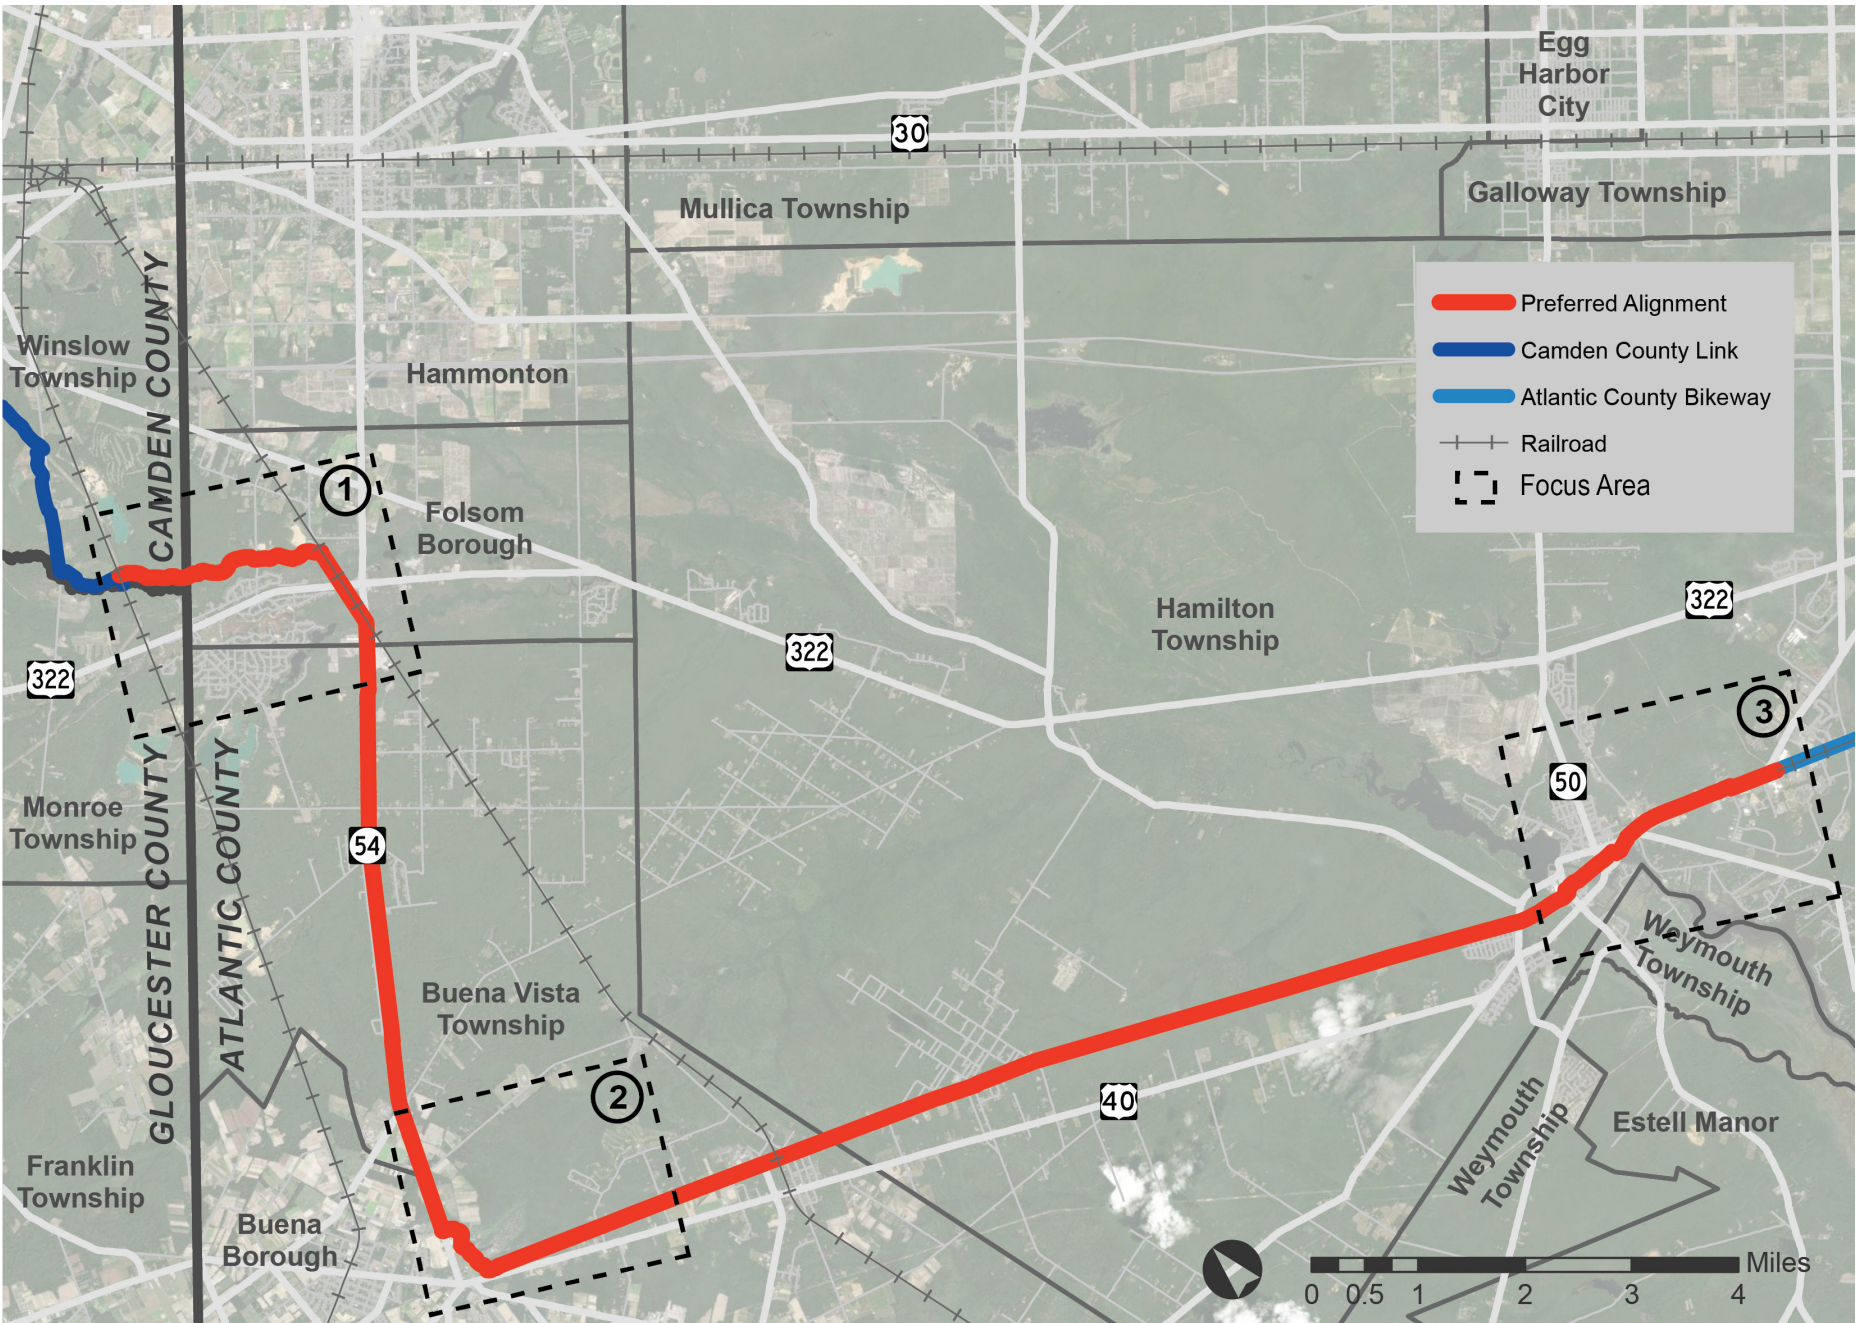 Egg
Harbor
City
30
Mullica Township
Galloway Township
CAMDEN COUNTY
Winslow
Township
Hammonton
Preferred Alignment
Camden County Link
Atlantic County Bikeway
Railroad
Focus Area
1
Folsom
Borough
322
322
322
Hamilton
Township
3
50
Monroe
Township
GLOUCESTER COUNTY
ATLANTIC COUNTY
54
Weymouth
Township
Buena Vista
Township
2
40
Weymouth
Township
Estell Manor
Franklin
Township
Buena
Borough
Miles
0 0.5 1 2 3 4